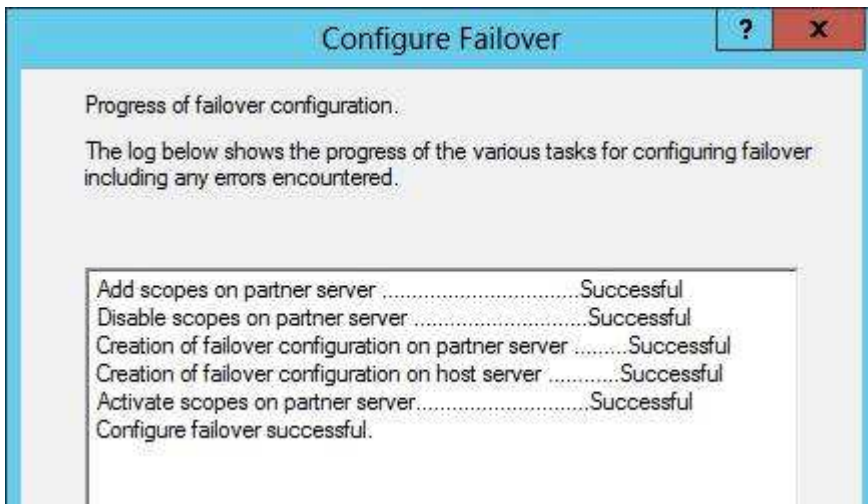 Configure Failover
?
x
Progress of failover configuration.
The log below shows the progress of the various tasks for configuring failover
including any errors encountered.
Add scopes on partner server ..................................Successful
Disable scopes on partner server ..............................Successful
Creation of failover configuration on partner server .........Successful
Creation of failover configuration on host server ............Successful
Activate scopes on partner server..............................Successful
Configure failover successful.